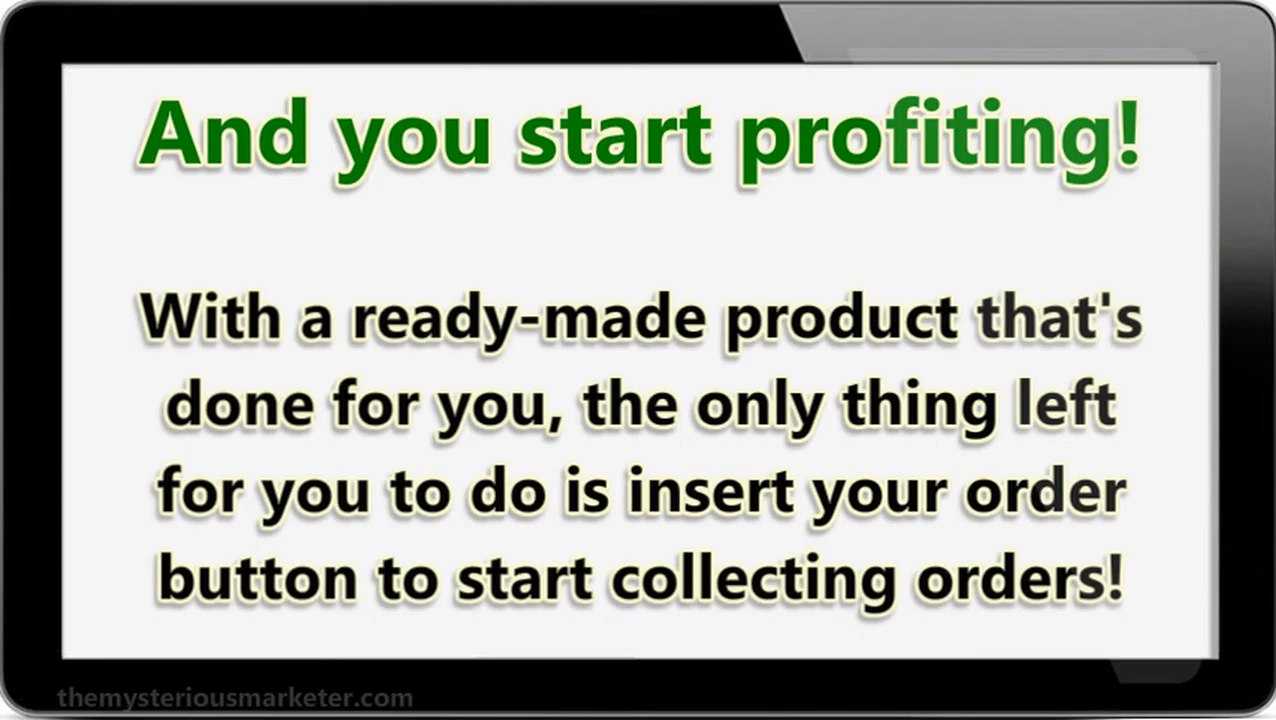 And you start profiting!
With a ready-made product that's
done for you, the only thing left
for you to do is insert your order
button to start collecting orders!
themysteriousmarketer.com